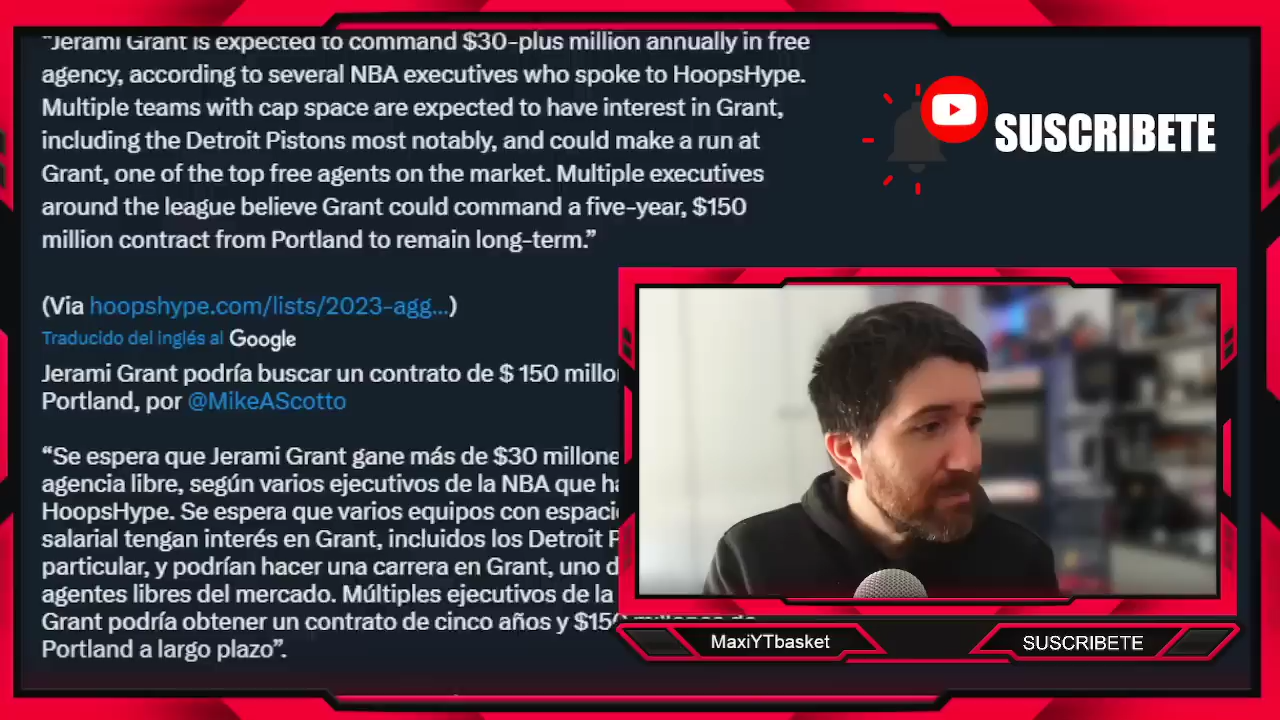 “Jerami Grant is expected to command $30-plus million annually in free
agency, according to several NBA executives who spoke to HoopsHype.
Multiple teams with cap space are expected to have interest in Grant,
including the Detroit Pistons most notably, and could make a run at
Grant, one of the top free agents on the market. Multiple executives
around the league believe Grant could command a five-year, $150
million contract from Portland to remain long-term.”
(Via hoopshype.com/lists/2023-agg...)
Traducido del inglés al Google
Jerami Grant podría buscar un contrato de $ 150
Portland, por @MikeAScotto
“Se espera que Jerami Grant gane más de $30
agencia libre, según varios ejecutivos de la NBA que
HoopsHype. Se espera que varios equipos con
salarial tengan interés en Grant, incluidos los Detroit
particular, y podrían hacer una carrera en Grant, uno
agentes libres del mercado. Múltiples ejecutivos de la
Grant podría obtener un contrato de cinco años y
Portland a largo plazo”.
SUSCRIBETE
MaxiYTbasket
SUSCRIBETE